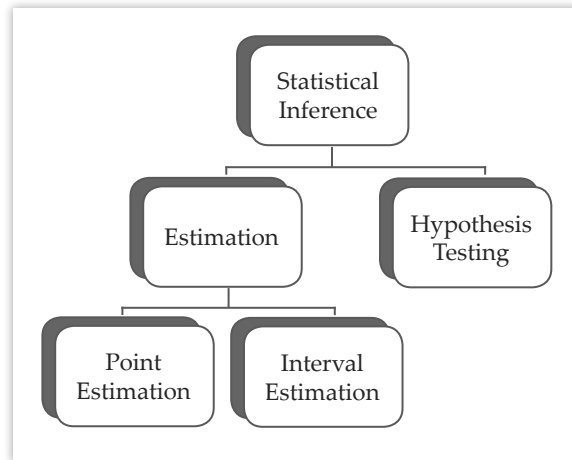 Statistical
Inference
Estimation
Hypothesis
Testing
Point
Estimation
Interval
Estimation